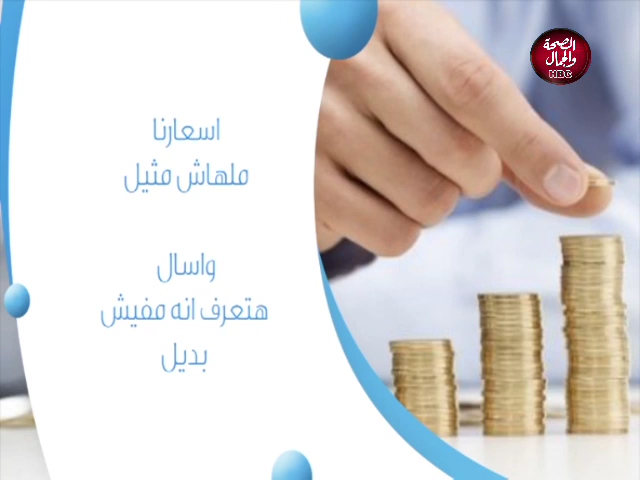 اسعارنا
ملهاش مثيل
واسال
هتعرف انه مفيش
بديل
الصحة
والجمال
HBC